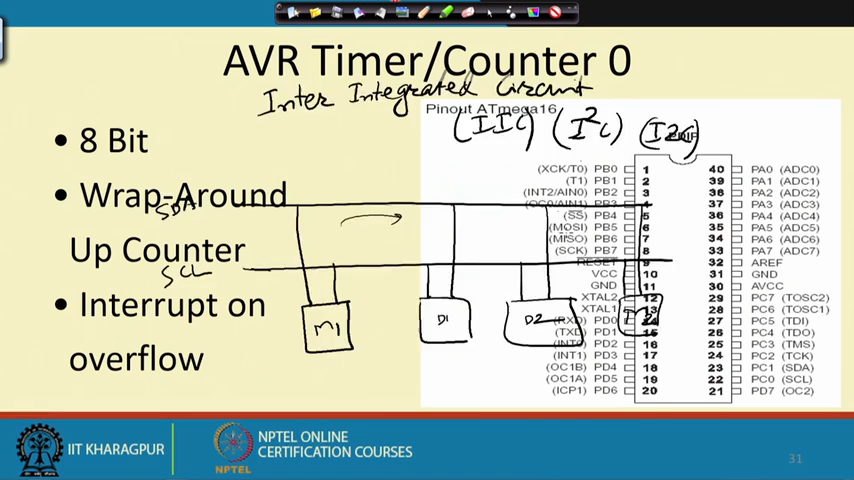 AVR Timer/Counter 0
Inter Integrated Circuit
Pinout ATmega16
(IIC) (I²C) (I2C)
• 8 Bit
• Wrap-Around
Up Counter
• Interrupt on
overflow
SDA
SCL
M1
D1
D2
(XCK/T0) PB0 1 40 PA0 (ADC0)
(T1) PB1 2 39 PA1 (ADC1)
(INT2/AIN0) PB2 3 38 PA2 (ADC2)
(OC0/AIN1) PB3 4 37 PA3 (ADC3)
(SS) PB4 5 36 PA4 (ADC4)
(MOSI) PB5 6 35 PA5 (ADC5)
(MISO) PB6 7 34 PA6 (ADC6)
(SCK) PB7 8 33 PA7 (ADC7)
RESET 9 32 AREF
VCC 10 31 GND
GND 11 30 AVCC
XTAL2 12 29 PC7 (TOSC2)
XTAL1 13 28 PC6 (TOSC1)
(RXD) PD0 14 27 PC5 (TDI)
(TXD) PD1 15 26 PC4 (TDO)
(INT0) PD2 16 25 PC3 (TMS)
(INT1) PD3 17 24 PC2 (TCK)
(OC1B) PD4 18 23 PC1 (SDA)
(OC1A) PD5 19 22 PC0 (SCL)
(ICP1) PD6 20 21 PD7 (OC2)
IIT KHARAGPUR
NPTEL
NPTEL ONLINE
CERTIFICATION COURSES
31